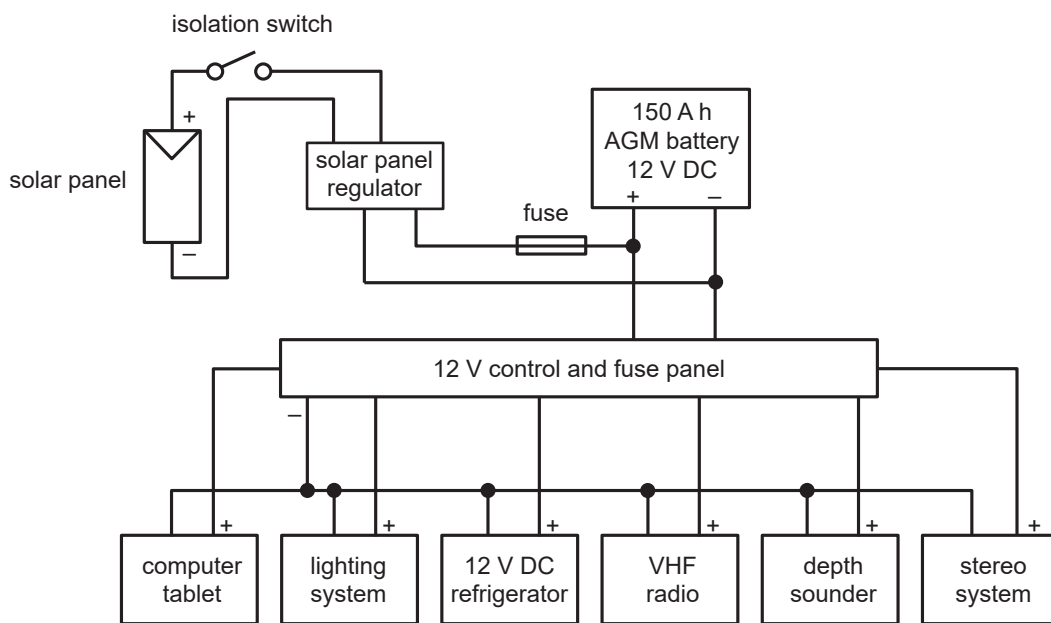 isolation switch
+
solar panel
–
solar panel
regulator
fuse
150 A h
AGM battery
12 V DC
+ –
12 V control and fuse panel
–
+ + + + + +
computer
tablet
lighting
system
12 V DC
refrigerator
VHF
radio
depth
sounder
stereo
system